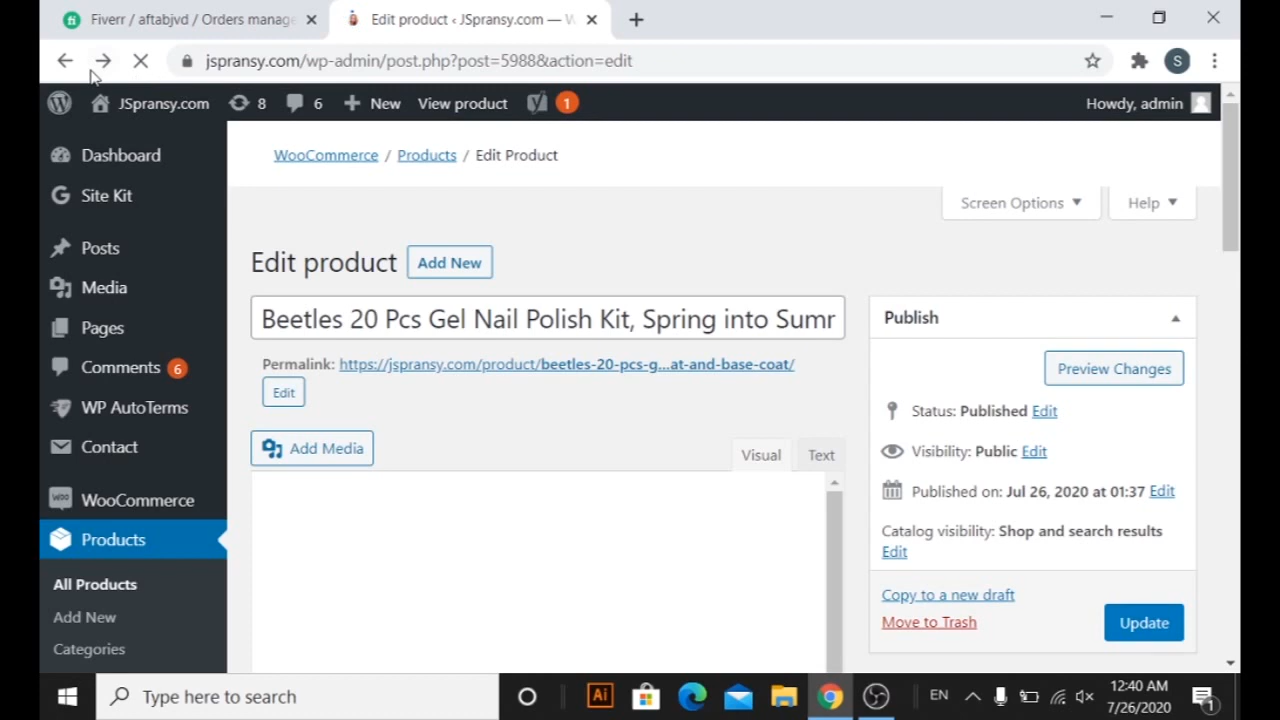 Fiverr / aftabjvd / Orders manage
Edit product ‹ JSpransy.com — W
jspransy.com/wp-admin/post.php?post=5988&action=edit
S
JSpransy.com
8
6
New
View product
1
Howdy, admin
Dashboard
Site Kit
Posts
Media
Pages
Comments 6
WP AutoTerms
Contact
WooCommerce
Products
All Products
Add New
Categories
WooCommerce / Products / Edit Product
Screen Options
Help
Edit product
Add New
Beetles 20 Pcs Gel Nail Polish Kit, Spring into Sumr
Permalink: https://jspransy.com/product/beetles-20-pcs-g...at-and-base-coat/
Edit
Add Media
Visual
Text
Publish
Preview Changes
Status: Published Edit
Visibility: Public Edit
Published on: Jul 26, 2020 at 01:37 Edit
Catalog visibility: Shop and search results
Edit
Copy to a new draft
Move to Trash
Update
Type here to search
Ai
EN
12:40 AM
7/26/2020
1